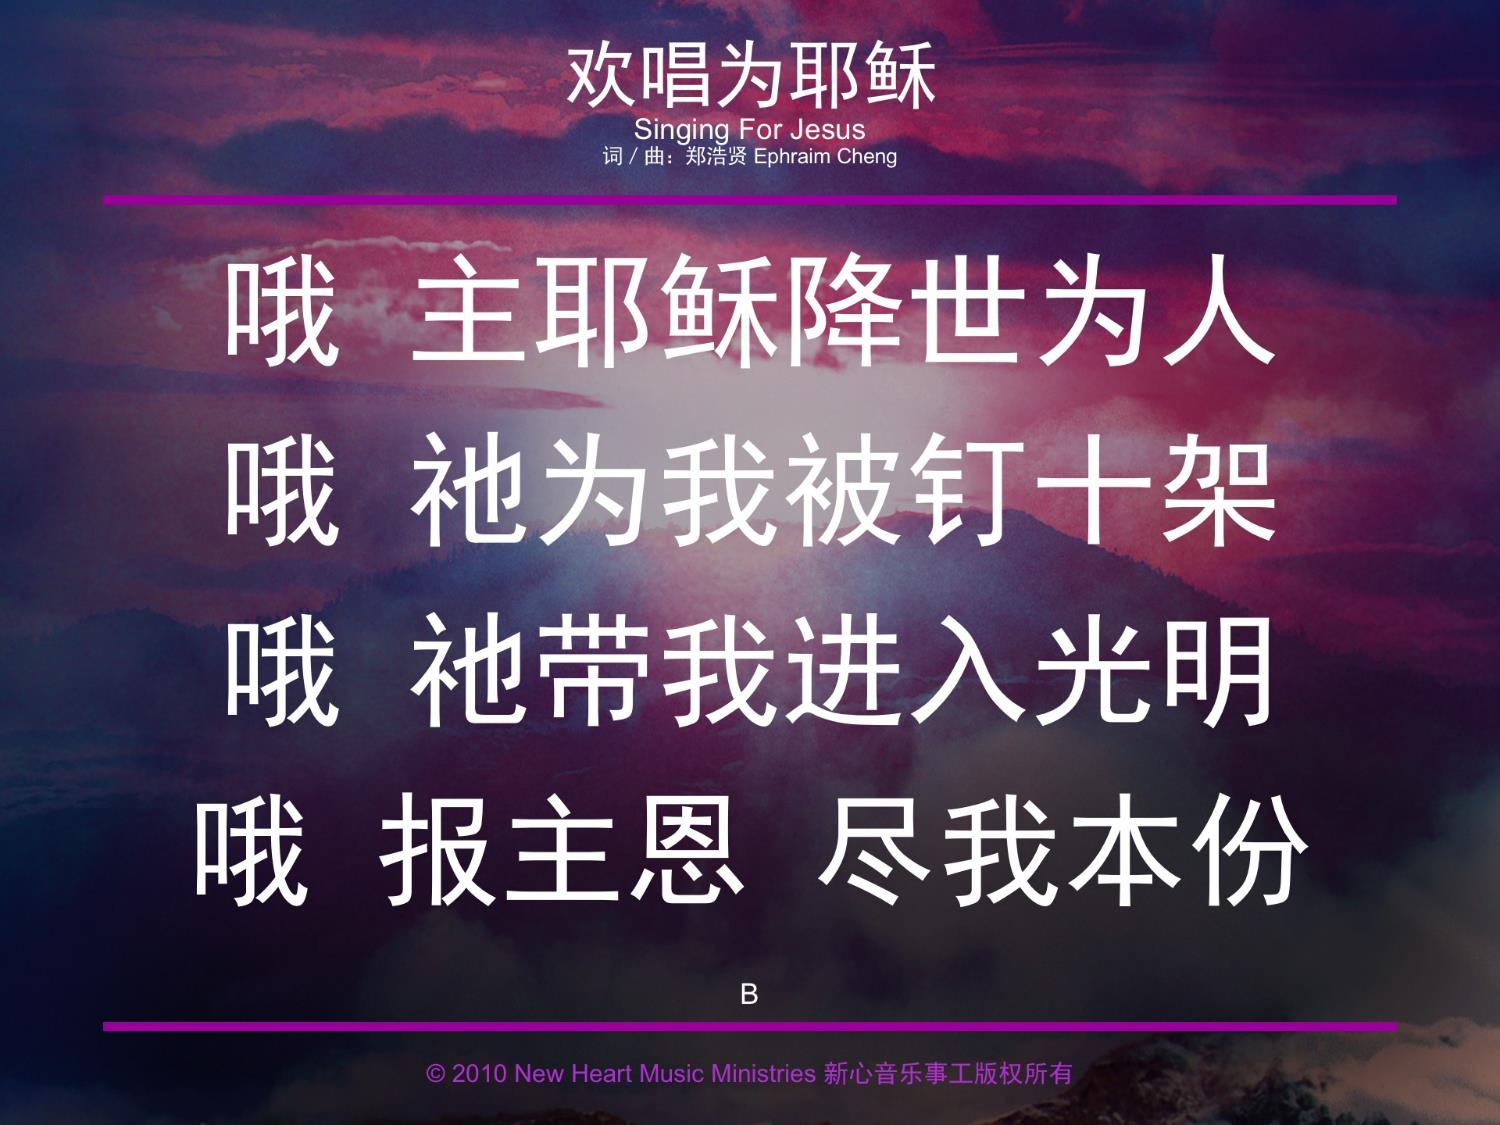 欢唱为耶稣
Singing For Jesus
词 / 曲：郑浩贤 Ephraim Cheng
哦 主耶稣降世为人
哦 祂为我被钉十架
哦 祂带我进入光明
哦 报主恩 尽我本份
B
© 2010 New Heart Music Ministries 新心音乐事工版权所有